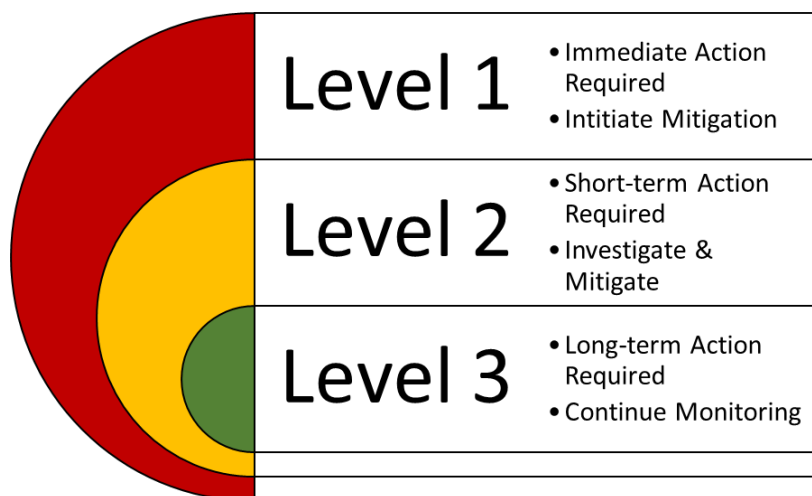 Level 1
• Immediate Action
Required
• Intitiate Mitigation
Level 2
• Short-term Action
Required
• Investigate &
Mitigate
Level 3
• Long-term Action
Required
• Continue Monitoring